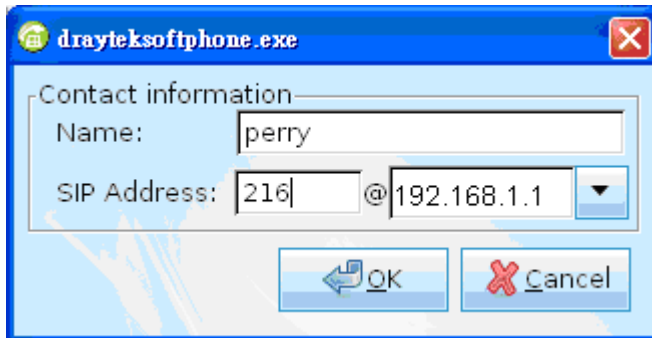 drayteksoftphone.exe
Contact information
Name: perry
SIP Address: 216 @ 192.168.1.1
OK Cancel